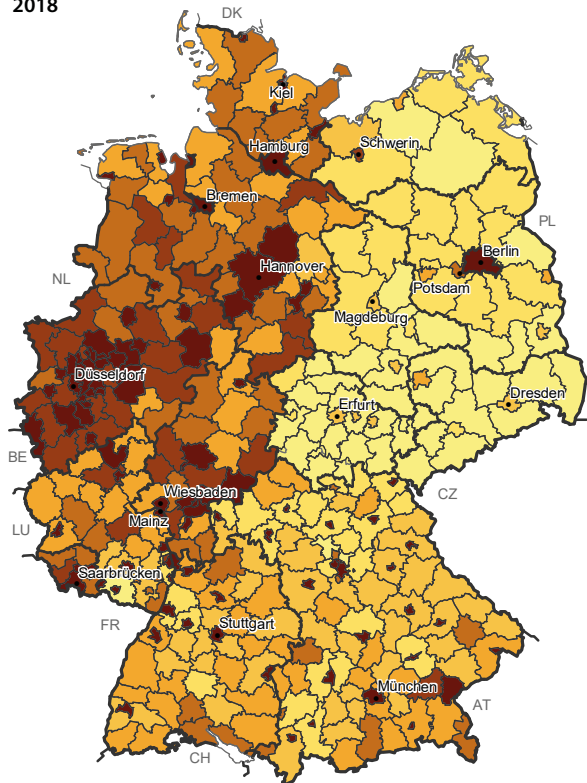 2018
DK
Kiel
Hamburg
Schwerin
Bremen
PL
Berlin
Hannover
NL
Potsdam
Magdeburg
Düsseldorf
Dresden
Erfurt
BE
CZ
Wiesbaden
Mainz
LU
Saarbrücken
FR
Stuttgart
München
AT
CH